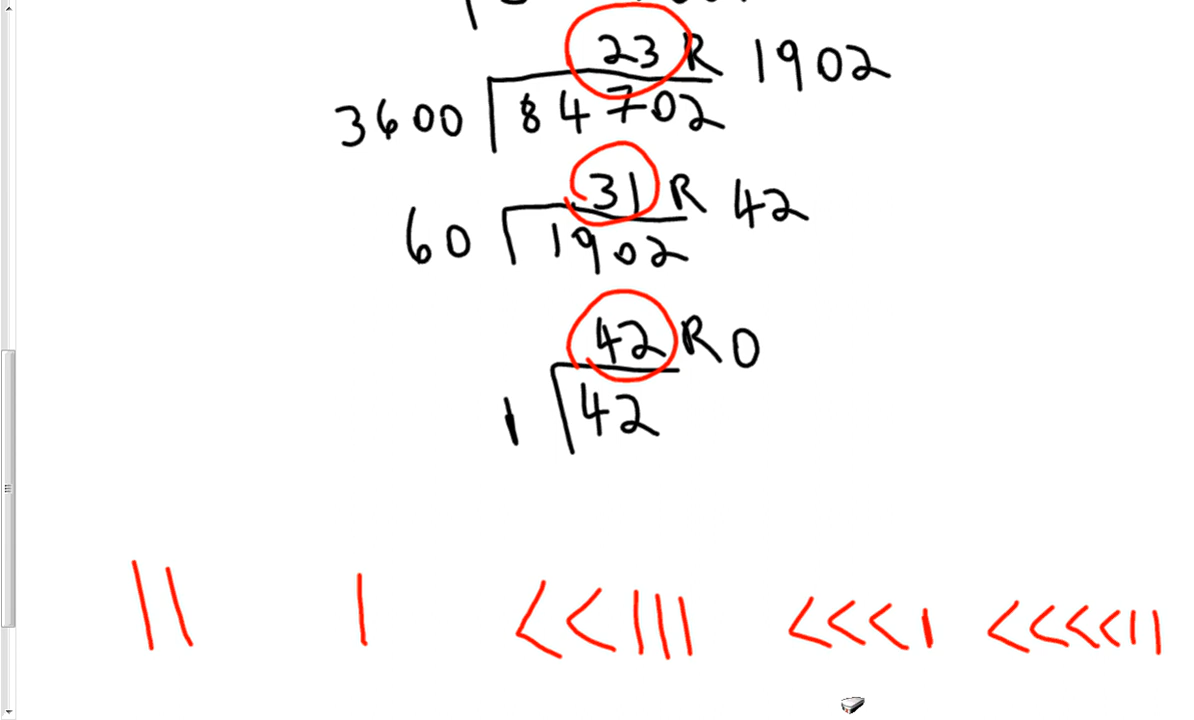 23 R 1902
3600 84702
31 R 42
60 1902
42 R 0
1 42
|| | <<||| <<<| <<<<||